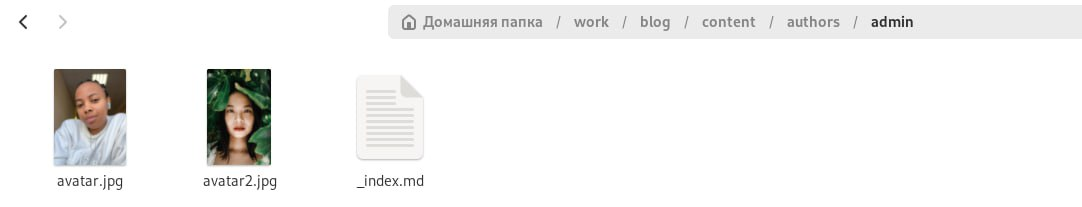 Домашняя папка / work / blog / content / authors / admin
avatar.jpg avatar2.jpg _index.md